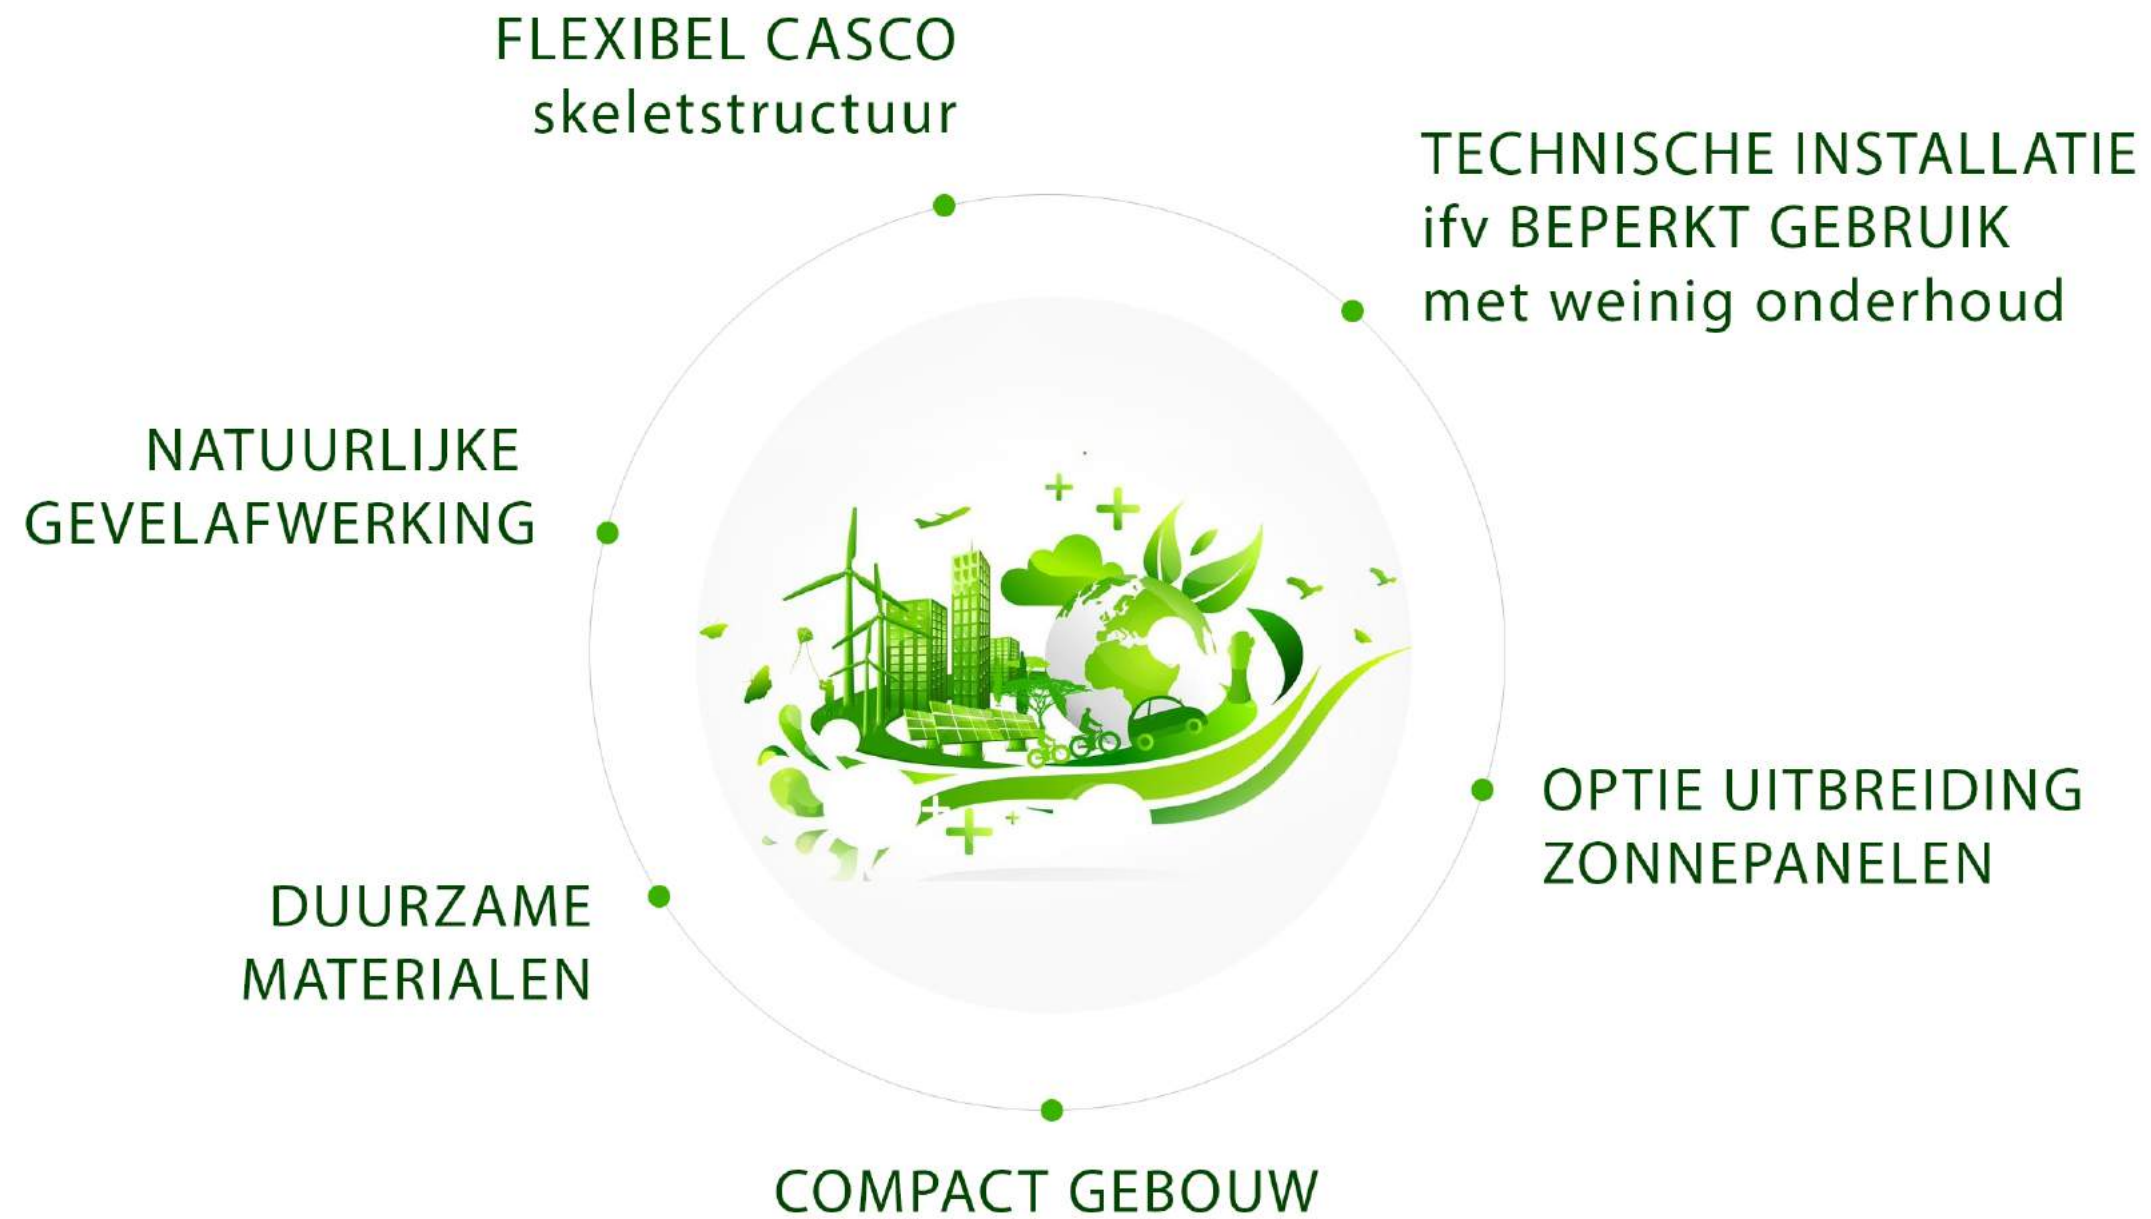 FLEXIBEL CASCO
skeletstructuur
TECHNISCHE INSTALLATIE
ifv BEPERKT GEBRUIK
met weinig onderhoud
NATUURLIJKE
GEVELAFWERKING
OPTIE UITBREIDING
ZONNEPANELEN
DUURZAME
MATERIALEN
COMPACT GEBOUW